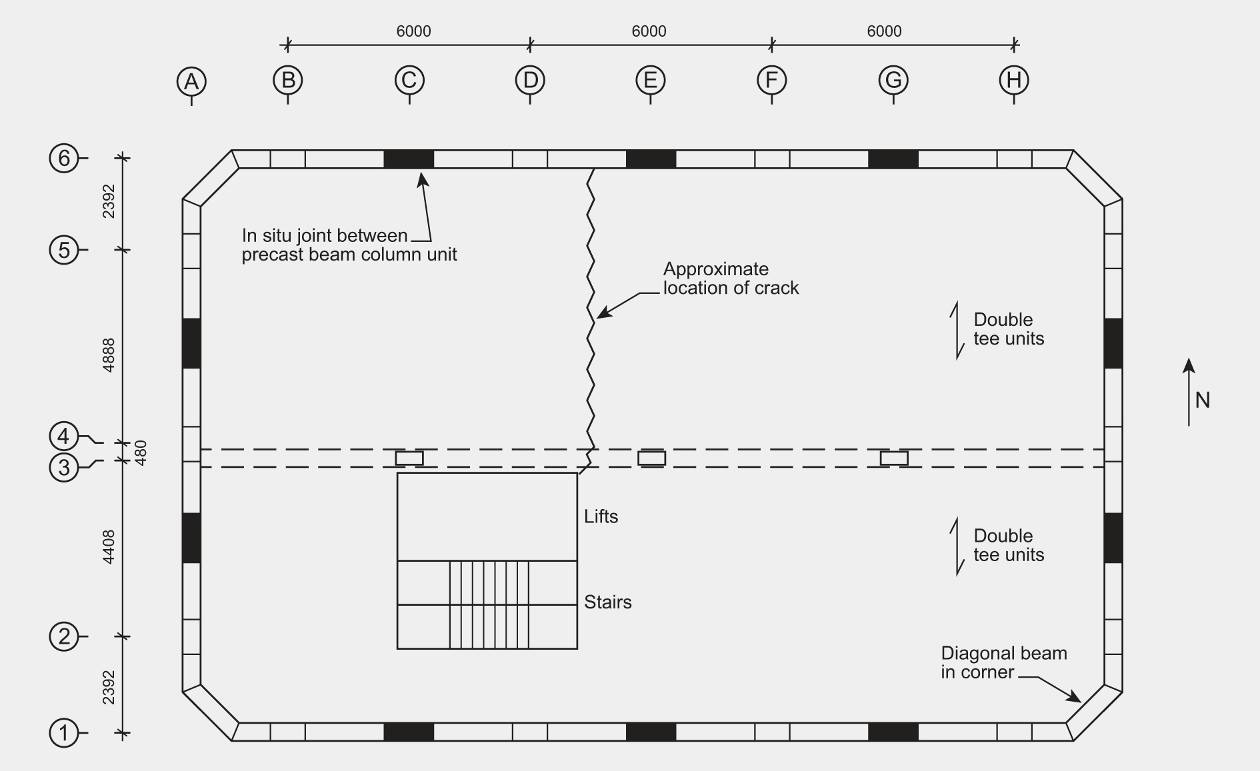 6000 6000 6000
A B C D E F G H
6
2392
In situ joint between
precast beam column unit
5
Approximate
location of crack
Double
tee units
4888
N
4
480
3
Lifts
Double
tee units
4408
Stairs
2
Diagonal beam
in corner
2392
1